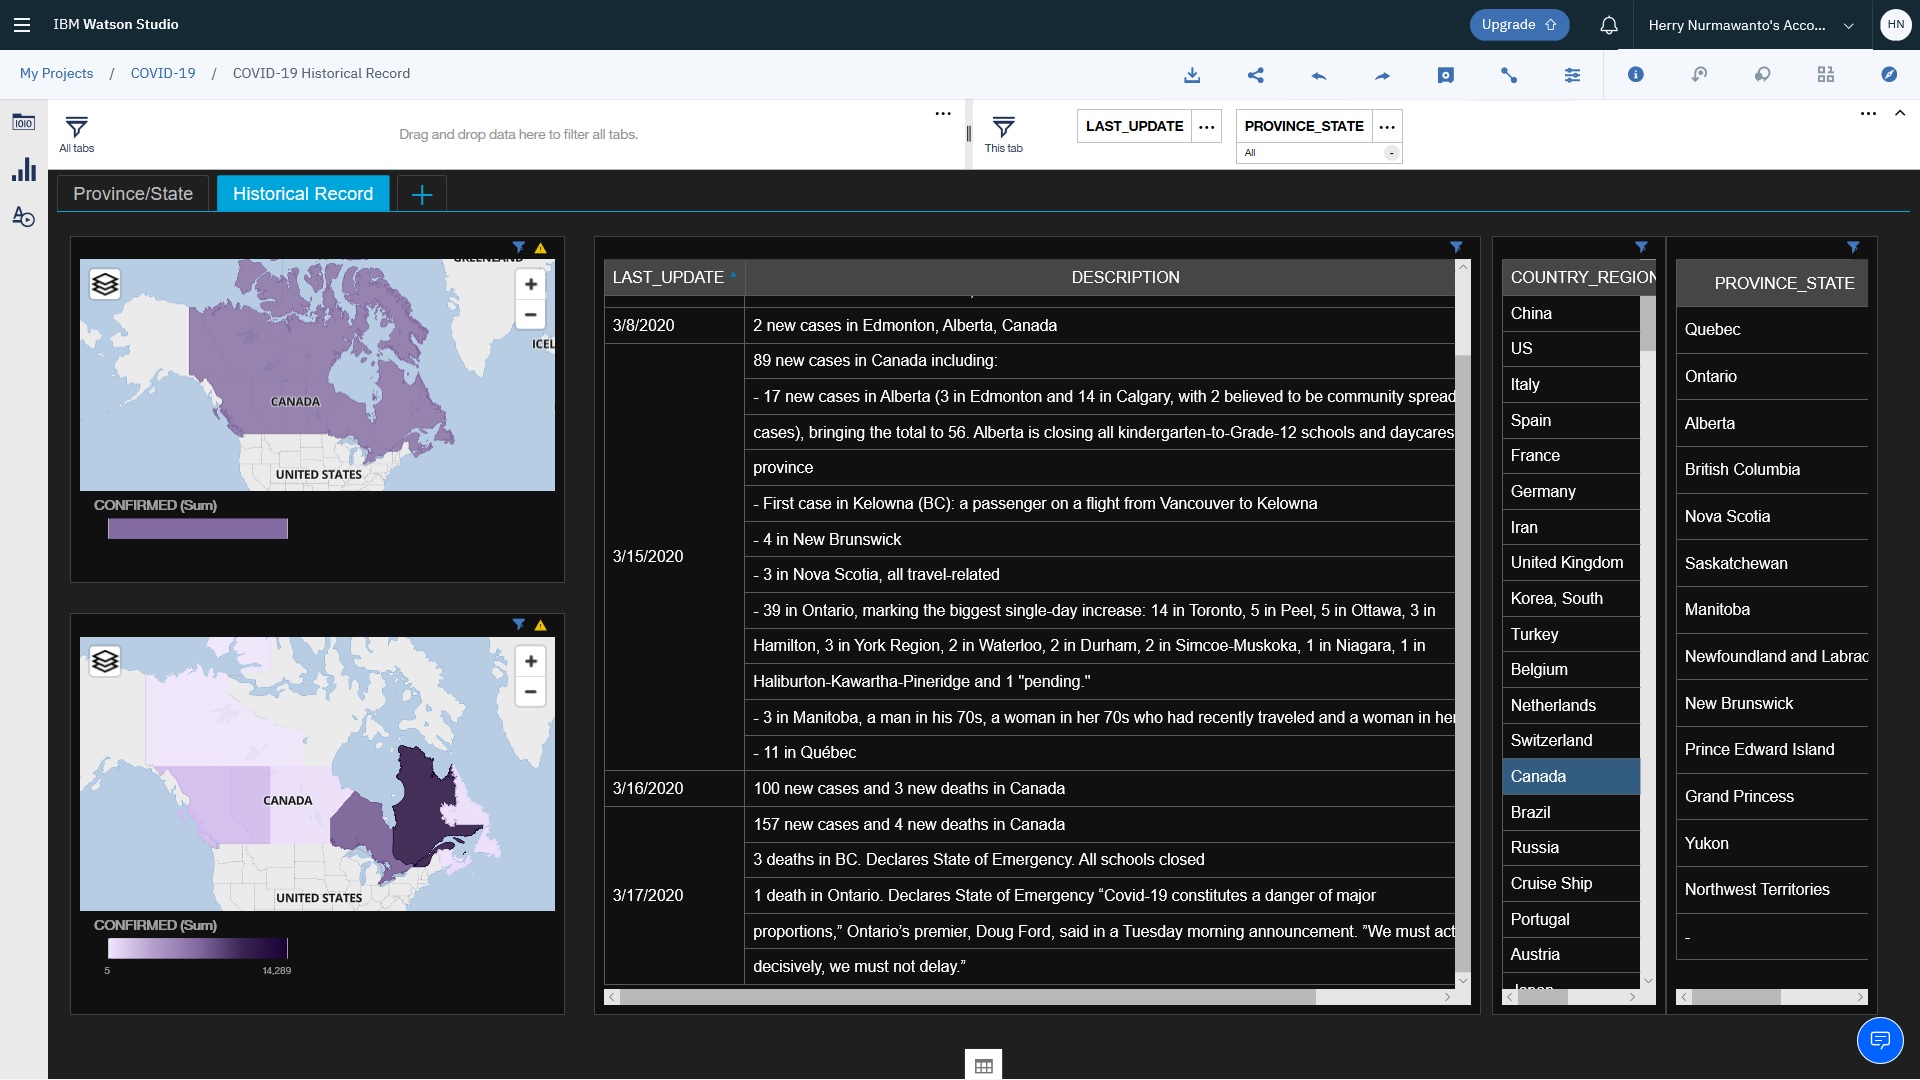 IBM Watson Studio
Upgrade
Herry Nurmawanto's Acco...
HN
My Projects / COVID-19 / COVID-19 Historical Record
All tabs
Drag and drop data here to filter all tabs.
This tab
LAST_UPDATE
PROVINCE_STATE
All
-
Province/State
Historical Record
GREENLAND
ICEL
CANADA
UNITED STATES
CONFIRMED (Sum)
CANADA
UNITED STATES
CONFIRMED (Sum)
5
14,289
LAST_UPDATE
DESCRIPTION
3/8/2020
2 new cases in Edmonton, Alberta, Canada
3/15/2020
89 new cases in Canada including:
- 17 new cases in Alberta (3 in Edmonton and 14 in Calgary, with 2 believed to be community spread
cases), bringing the total to 56. Alberta is closing all kindergarten-to-Grade-12 schools and daycares
province
- First case in Kelowna (BC): a passenger on a flight from Vancouver to Kelowna
- 4 in New Brunswick
- 3 in Nova Scotia, all travel-related
- 39 in Ontario, marking the biggest single-day increase: 14 in Toronto, 5 in Peel, 5 in Ottawa, 3 in
Hamilton, 3 in York Region, 2 in Waterloo, 2 in Durham, 2 in Simcoe-Muskoka, 1 in Niagara, 1 in
Haliburton-Kawartha-Pineridge and 1 "pending."
- 3 in Manitoba, a man in his 70s, a woman in her 70s who had recently traveled and a woman in her
- 11 in Québec
3/16/2020
100 new cases and 3 new deaths in Canada
3/17/2020
157 new cases and 4 new deaths in Canada
3 deaths in BC. Declares State of Emergency. All schools closed
1 death in Ontario. Declares State of Emergency “Covid-19 constitutes a danger of major
proportions,” Ontario’s premier, Doug Ford, said in a Tuesday morning announcement. ”We must act
decisively, we must not delay.”
COUNTRY_REGION
China
US
Italy
Spain
France
Germany
Iran
United Kingdom
Korea, South
Turkey
Belgium
Netherlands
Switzerland
Canada
Brazil
Russia
Cruise Ship
Portugal
Austria
Japan
PROVINCE_STATE
Quebec
Ontario
Alberta
British Columbia
Nova Scotia
Saskatchewan
Manitoba
Newfoundland and Labrac
New Brunswick
Prince Edward Island
Grand Princess
Yukon
Northwest Territories
-